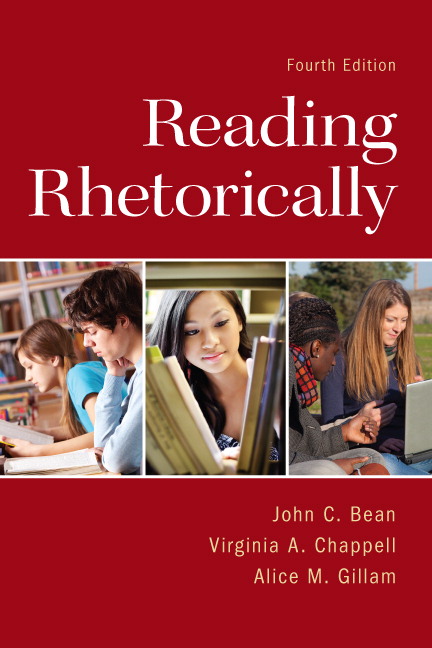 Fourth Edition
Reading
Rhetorically
John C. Bean
Virginia A. Chappell
Alice M. Gillam